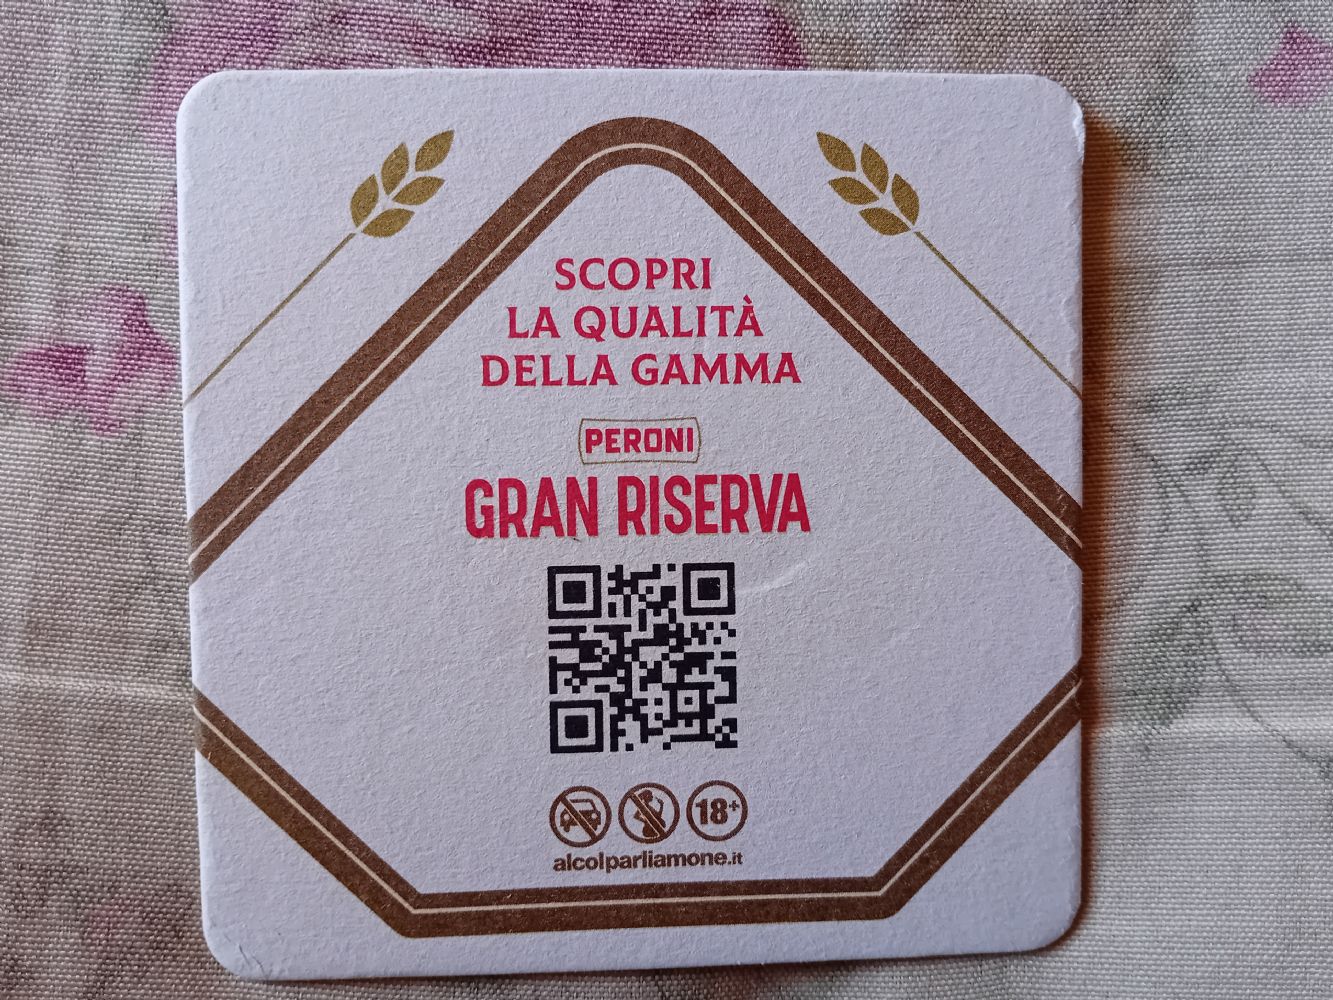 SCOPRI
LA QUALITÀ
DELLA GAMMA
PERONI
GRAN RISERVA
18+
alcolparliamone.it